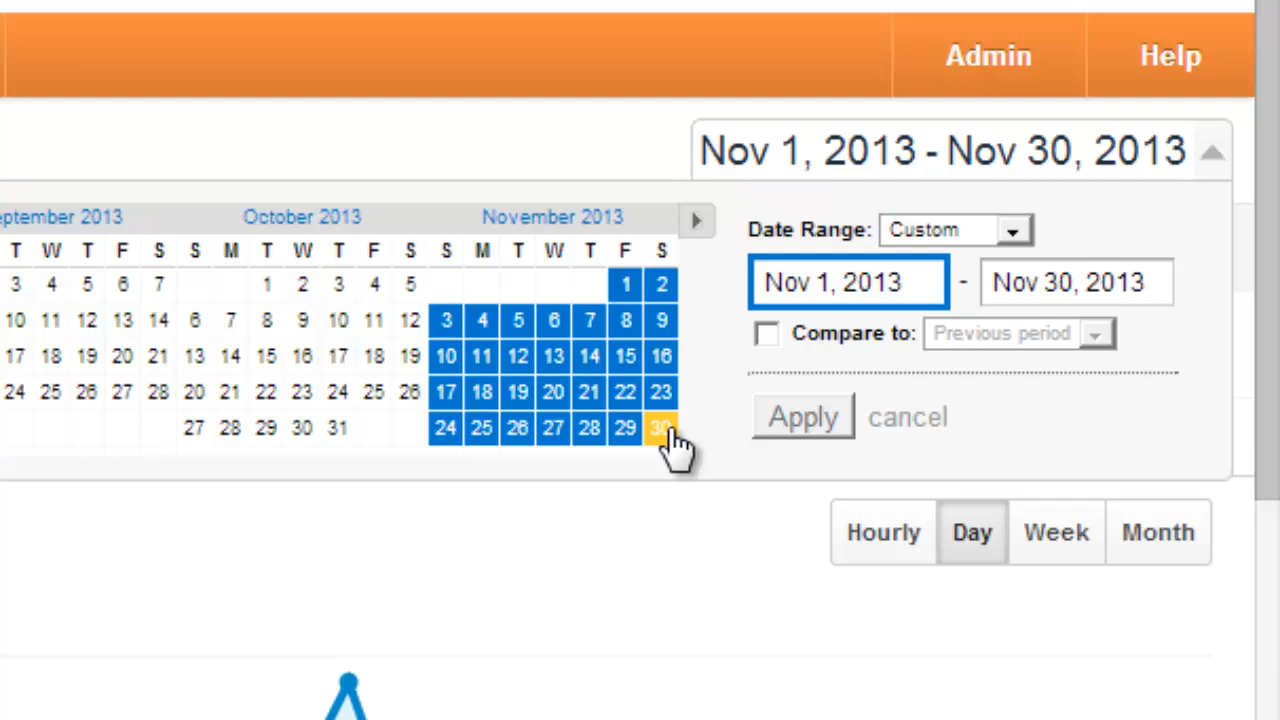 Admin Help
Nov 1, 2013 - Nov 30, 2013
eptember 2013 October 2013 November 2013
T W T F S S M T W T F S S M T W T F S
3 4 5 6 7 1 2 3 4 5 1 2
10 11 12 13 14 6 7 8 9 10 11 12 3 4 5 6 7 8 9
17 18 19 20 21 13 14 15 16 17 18 19 10 11 12 13 14 15 16
24 25 26 27 28 20 21 22 23 24 25 26 17 18 19 20 21 22 23
27 28 29 30 31 24 25 26 27 28 29 30
Date Range: Custom
Nov 1, 2013 - Nov 30, 2013
Compare to: Previous period
Apply cancel
Hourly Day Week Month